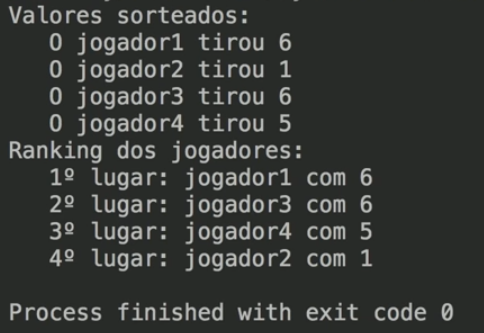 Valores sorteados:
O jogador1 tirou 6
O jogador2 tirou 1
O jogador3 tirou 6
O jogador4 tirou 5
Ranking dos jogadores:
1º lugar: jogador1 com 6
2º lugar: jogador3 com 6
3º lugar: jogador4 com 5
4º lugar: jogador2 com 1
Process finished with exit code 0